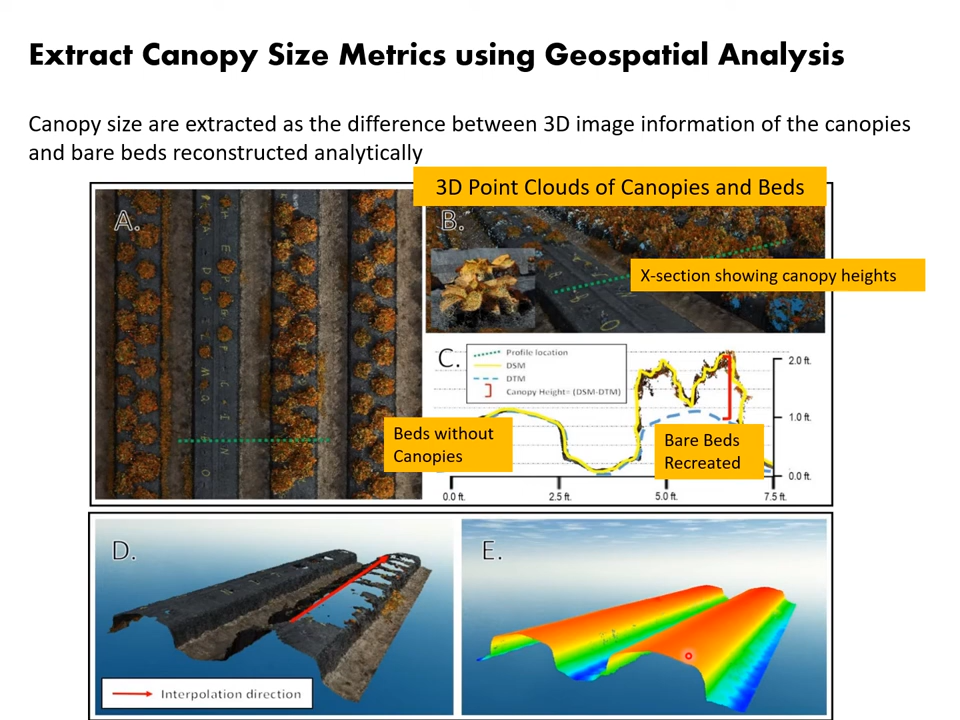 Extract Canopy Size Metrics using Geospatial Analysis
Canopy size are extracted as the difference between 3D image information of the canopies
and bare beds reconstructed analytically
3D Point Clouds of Canopies and Beds
A.
B.
X-section showing canopy heights
C.
Profile location
DSM
DTM
Canopy Height= (DSM-DTM)
2.0 ft.
1.0 ft.
0.0 ft.
Beds without
Canopies
Bare Beds
Recreated
0.0 ft.
2.5 ft.
5.0 ft.
7.5 ft.
D.
E.
Interpolation direction